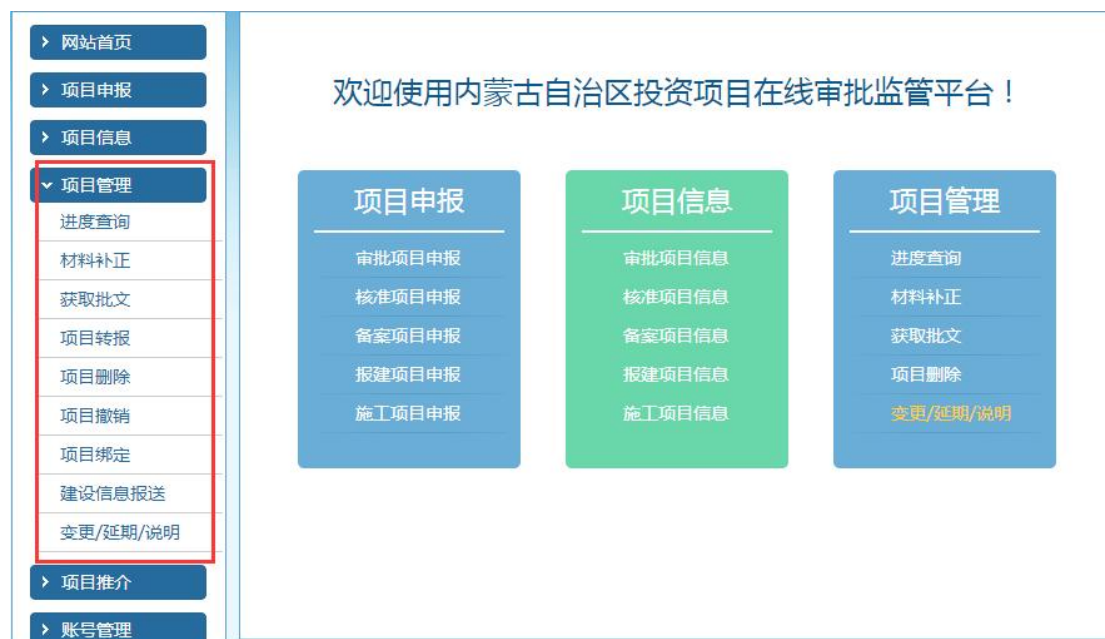 网站首页
项目申报
项目信息
项目管理
进度查询
材料补正
获取批文
项目转报
项目删除
项目撤销
项目绑定
建设信息报送
变更/延期/说明
项目推介
账号管理
欢迎使用内蒙古自治区投资项目在线审批监管平台！
项目申报
审批项目申报
核准项目申报
备案项目申报
报建项目申报
施工项目申报
项目信息
审批项目信息
核准项目信息
备案项目信息
报建项目信息
施工项目信息
项目管理
进度查询
材料补正
获取批文
项目删除
变更/延期/说明